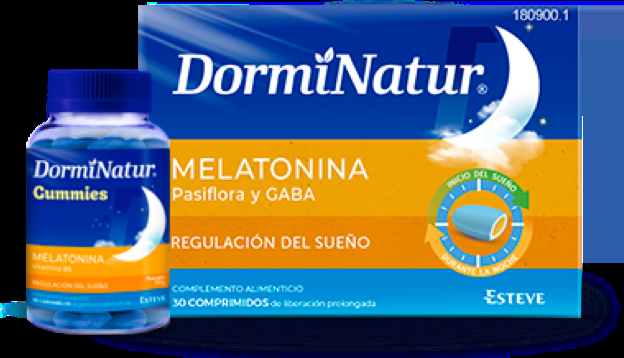 180900.1
DormiNatur®
MELATONINA
Pasiflora y GABA
REGULACIÓN DEL SUEÑO
INICIO DEL SUEÑO
DURANTE LA NOCHE
COMPLEMENTO ALIMENTICIO
30 COMPRIMIDOS de liberación prolongada
ESTEVE
DormiNatur
Gummies
MELATONINA
Vitamina B6
REGULACIÓN DEL SUEÑO
ESTEVE